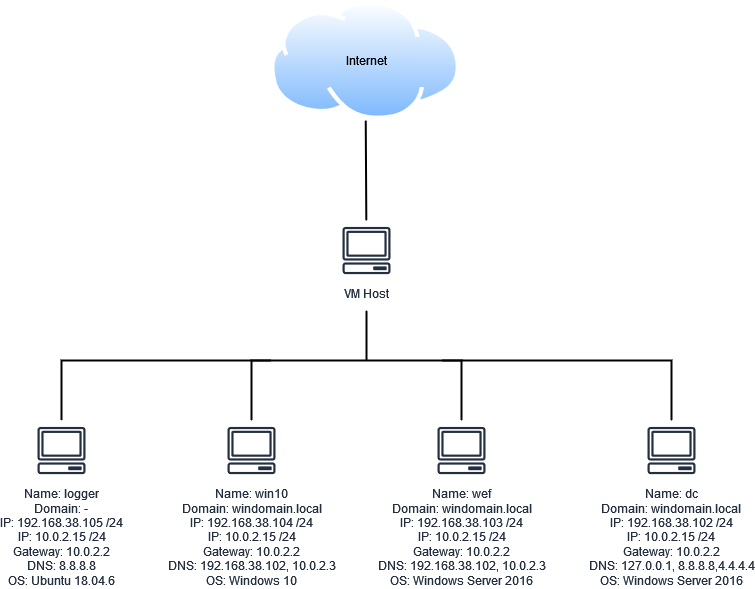 Internet
VM Host
Name: logger
Domain: -
IP: 192.168.38.105 /24
IP: 10.0.2.15 /24
Gateway: 10.0.2.2
DNS: 8.8.8.8
OS: Ubuntu 18.04.6
Name: win10
Domain: windomain.local
IP: 192.168.38.104 /24
IP: 10.0.2.15 /24
Gateway: 10.0.2.2
DNS: 192.168.38.102, 10.0.2.3
OS: Windows 10
Name: wef
Domain: windomain.local
IP: 192.168.38.103 /24
IP: 10.0.2.15 /24
Gateway: 10.0.2.2
DNS: 192.168.38.102, 10.0.2.3
OS: Windows Server 2016
Name: dc
Domain: windomain.local
IP: 192.168.38.102 /24
IP: 10.0.2.15 /24
Gateway: 10.0.2.2
DNS: 127.0.0.1, 8.8.8.8,4.4.4.4
OS: Windows Server 2016